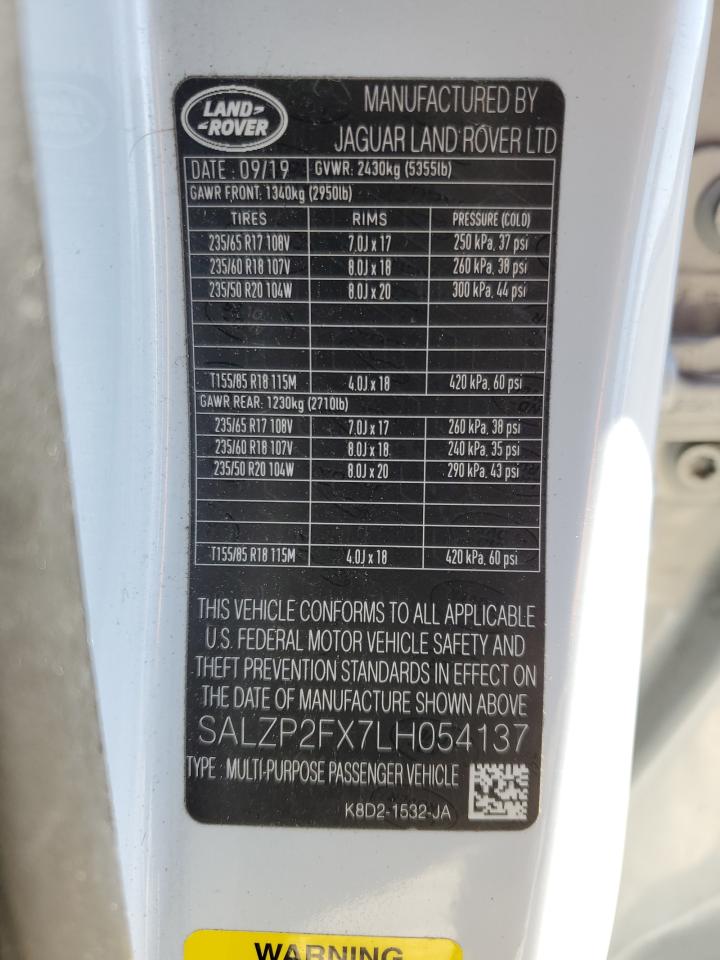 LAND ROVER
MANUFACTURED BY
JAGUAR LAND ROVER LTD
DATE : 09/19 GVWR: 2430kg (5355lb)
GAWR FRONT: 1340kg (2950lb)
TIRES RIMS PRESSURE (COLD)
235/65 R17 108V 7.0J x 17 250 kPa, 37 psi
235/60 R18 107V 8.0J x 18 260 kPa, 38 psi
235/50 R20 104W 8.0J x 20 300 kPa, 44 psi
T155/85 R18 115M 4.0J x 18 420 kPa, 60 psi
GAWR REAR: 1230kg (2710lb)
235/65 R17 108V 7.0J x 17 260 kPa, 38 psi
235/60 R18 107V 8.0J x 18 240 kPa, 35 psi
235/50 R20 104W 8.0J x 20 290 kPa, 43 psi
T155/85 R18 115M 4.0J x 18 420 kPa, 60 psi
THIS VEHICLE CONFORMS TO ALL APPLICABLE
U.S. FEDERAL MOTOR VEHICLE SAFETY AND
THEFT PREVENTION STANDARDS IN EFFECT ON
THE DATE OF MANUFACTURE SHOWN ABOVE
SALZP2FX7LH054137
TYPE : MULTI-PURPOSE PASSENGER VEHICLE
K8D2-1532-JA
WARNING